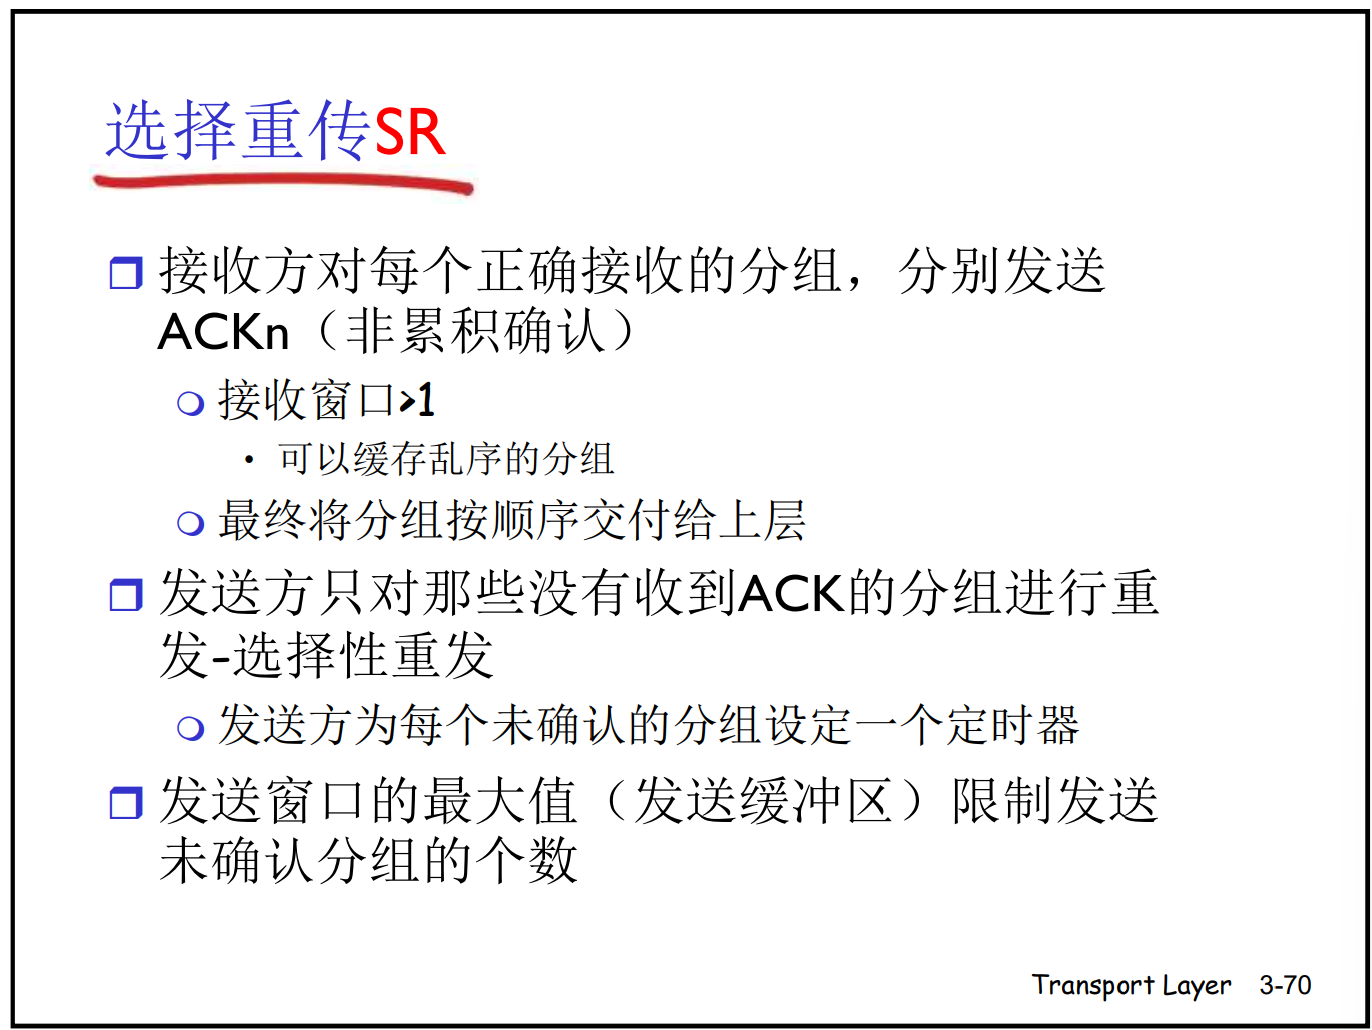 选择重传SR
接收方对每个正确接收的分组，分别发送
ACKn（非累积确认）
接收窗口>1
• 可以缓存乱序的分组
最终将分组按顺序交付给上层
发送方只对那些没有收到ACK的分组进行重
发-选择性重发
发送方为每个未确认的分组设定一个定时器
发送窗口的最大值（发送缓冲区）限制发送
未确认分组的个数
Transport Layer 3-70